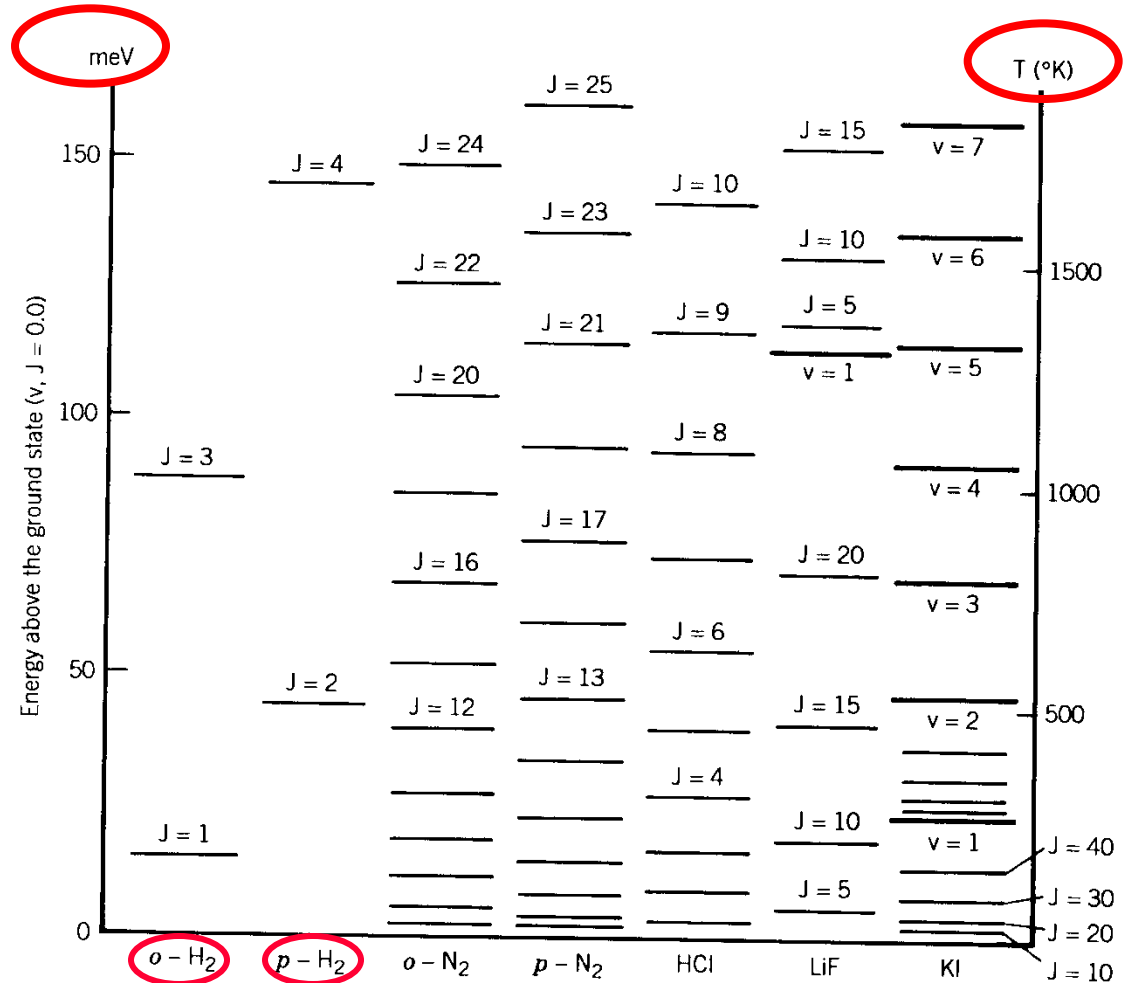 meV
T (°K)
150
100
50
0
Energy above the ground state (v, J = 0.0)
J = 3
J = 1
o – H₂
J = 4
J = 2
p – H₂
J = 24
J = 22
J = 20
J = 16
J = 12
o – N₂
J = 25
J = 23
J = 21
J = 17
J = 13
p – N₂
J = 10
J = 9
J = 8
J = 6
J = 4
HCl
J = 15
J = 10
J = 5
v = 1
J = 20
J = 15
J = 10
J = 5
LiF
v = 7
v = 6
v = 5
v = 4
v = 3
v = 2
v = 1
KI
1500
1000
500
J = 40
J = 30
J = 20
J = 10